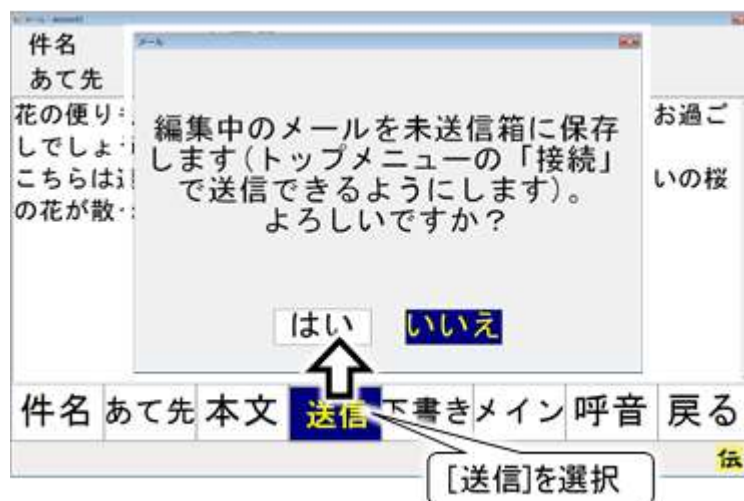 メール
件名
あて先
メール
花の便り
お過ご
しでしょ
こちらは
いの桜
の花が散
編集中のメールを未送信箱に保存
します(トップメニューの「接続」
で送信できるようにします)。
よろしいですか?
はい いいえ
件名 あて先 本文 送信 下書き メイン 呼音 戻る
伝
[送信]を選択